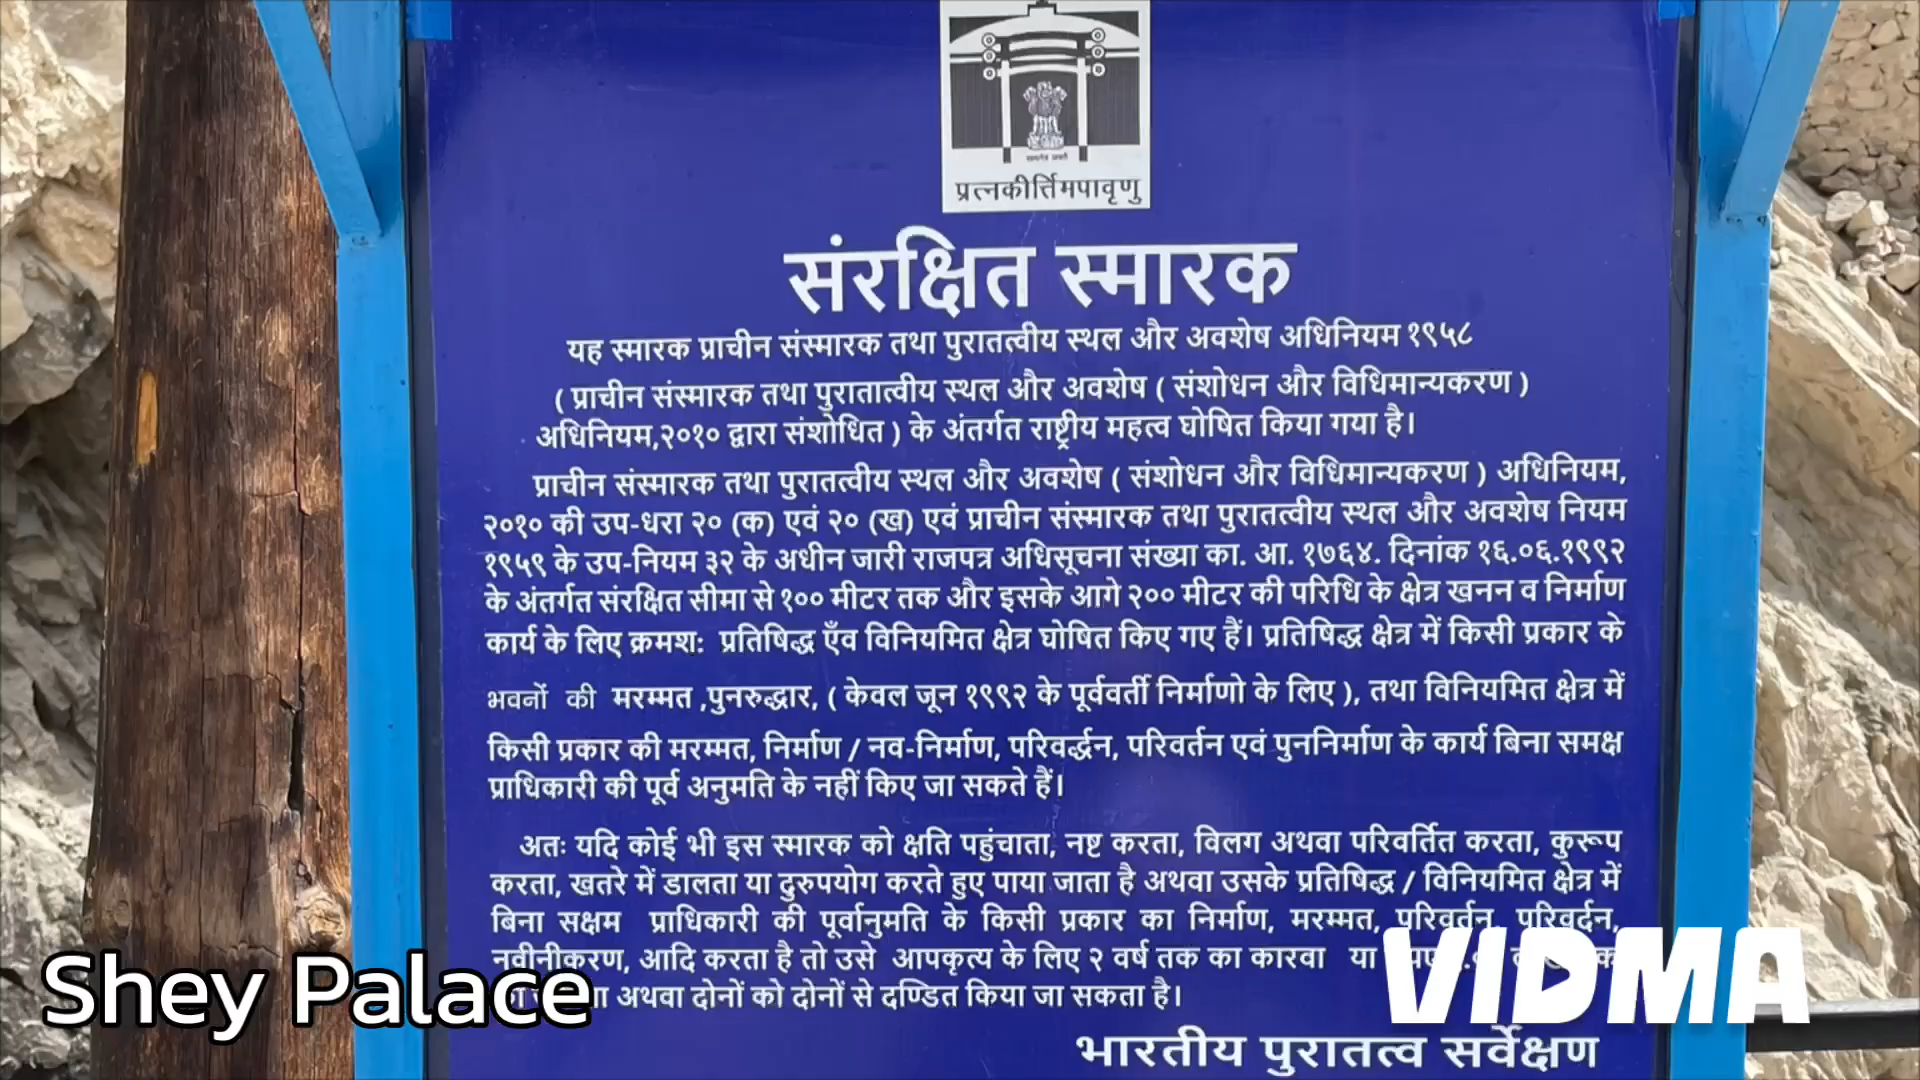 प्रत्नकीर्त्तिमपावृणु
संरक्षित स्मारक
यह स्मारक प्राचीन संस्मारक तथा पुरातत्वीय स्थल और अवशेष अधिनियम १९५८
( प्राचीन संस्मारक तथा पुरातात्वीय स्थल और अवशेष ( संशोधन और विधिमान्यकरण )
अधिनियम,२०१० द्वारा संशोधित ) के अंतर्गत राष्ट्रीय महत्व घोषित किया गया है।
प्राचीन संस्मारक तथा पुरातत्वीय स्थल और अवशेष ( संशोधन और विधिमान्यकरण ) अधिनियम,
२०१० की उप-धरा २० (क) एवं २० (ख) एवं प्राचीन संस्मारक तथा पुरातत्वीय स्थल और अवशेष नियम
१९५९ के उप-नियम ३२ के अधीन जारी राजपत्र अधिसूचना संख्या का. आ. १७६४. दिनांक १६.०६.१९९२
के अंतर्गत संरक्षित सीमा से १०० मीटर तक और इसके आगे २०० मीटर की परिधि के क्षेत्र खनन व निर्माण
कार्य के लिए क्रमश: प्रतिषिद्ध एँव विनियमित क्षेत्र घोषित किए गए हैं। प्रतिषिद्ध क्षेत्र में किसी प्रकार के
भवनों की मरम्मत ,पुनरुद्धार, ( केवल जून १९९२ के पूर्ववर्ती निर्माणो के लिए ), तथा विनियमित क्षेत्र में
किसी प्रकार की मरम्मत, निर्माण / नव-निर्माण, परिवर्द्धन, परिवर्तन एवं पुननिर्माण के कार्य बिना समक्ष
प्राधिकारी की पूर्व अनुमति के नहीं किए जा सकते हैं।
अतः यदि कोई भी इस स्मारक को क्षति पहुंचाता, नष्ट करता, विलग अथवा परिवर्तित करता, कुरूप
करता, खतरे में डालता या दुरुपयोग करते हुए पाया जाता है अथवा उसके प्रतिषिद्ध / विनियमित क्षेत्र में
बिना सक्षम प्राधिकारी की पूर्वानुमति के किसी प्रकार का निर्माण, मरम्मत, परिवर्तन, परिवर्दन,
नवीनीकरण, आदि करता है तो उसे आपकृत्य के लिए २ वर्ष तक का कारवा या
अथवा दोनों को दोनों से दण्डित किया जा सकता है।
भारतीय पुरातत्व सर्वेक्षण
Shey Palace
VIDMA